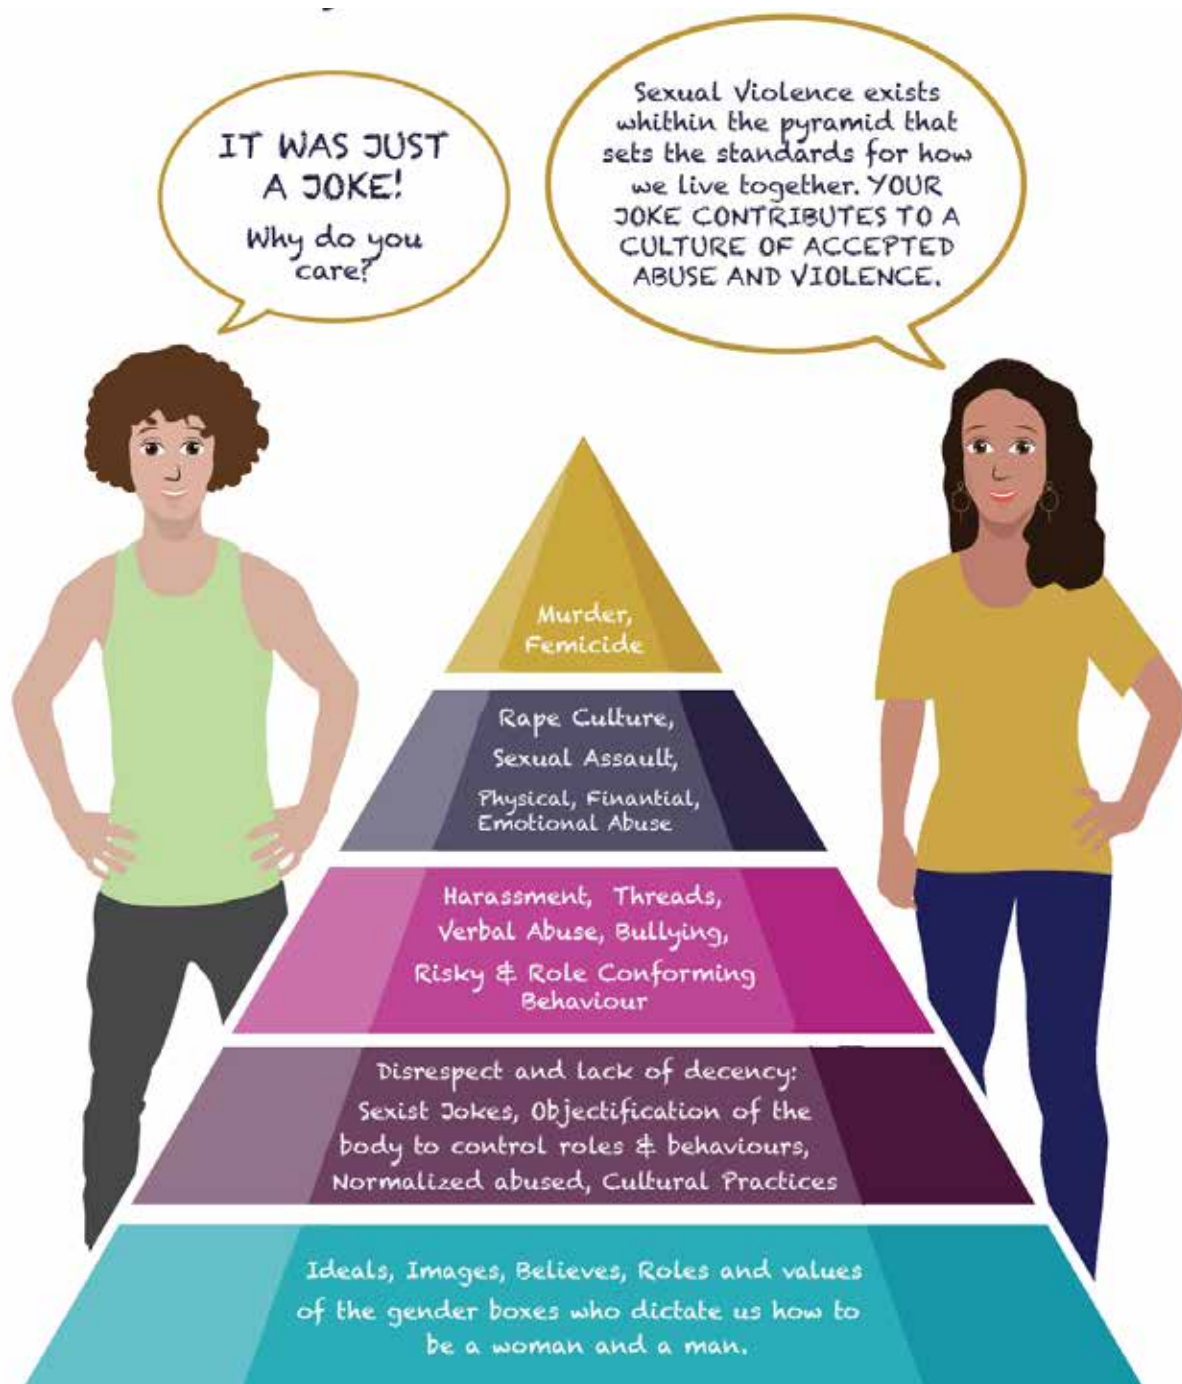 IT WAS JUST
A JOKE!
Why do you
care?
Sexual Violence exists
whithin the pyramid that
sets the standards for how
we live together. YOUR
JOKE CONTRIBUTES TO A
CULTURE OF ACCEPTED
ABUSE AND VIOLENCE.
Murder,
Femicide
Rape Culture,
Sexual Assault,
Physical, Finantial,
Emotional Abuse
Harassment, Threads,
Verbal Abuse, Bullying,
Risky & Role Conforming
Behaviour
Disrespect and lack of decency:
Sexist Jokes, Objectification of the
body to control roles & behaviours,
Normalized abused, Cultural Practices
Ideals, Images, Believes, Roles and values
of the gender boxes who dictate us how to
be a woman and a man.